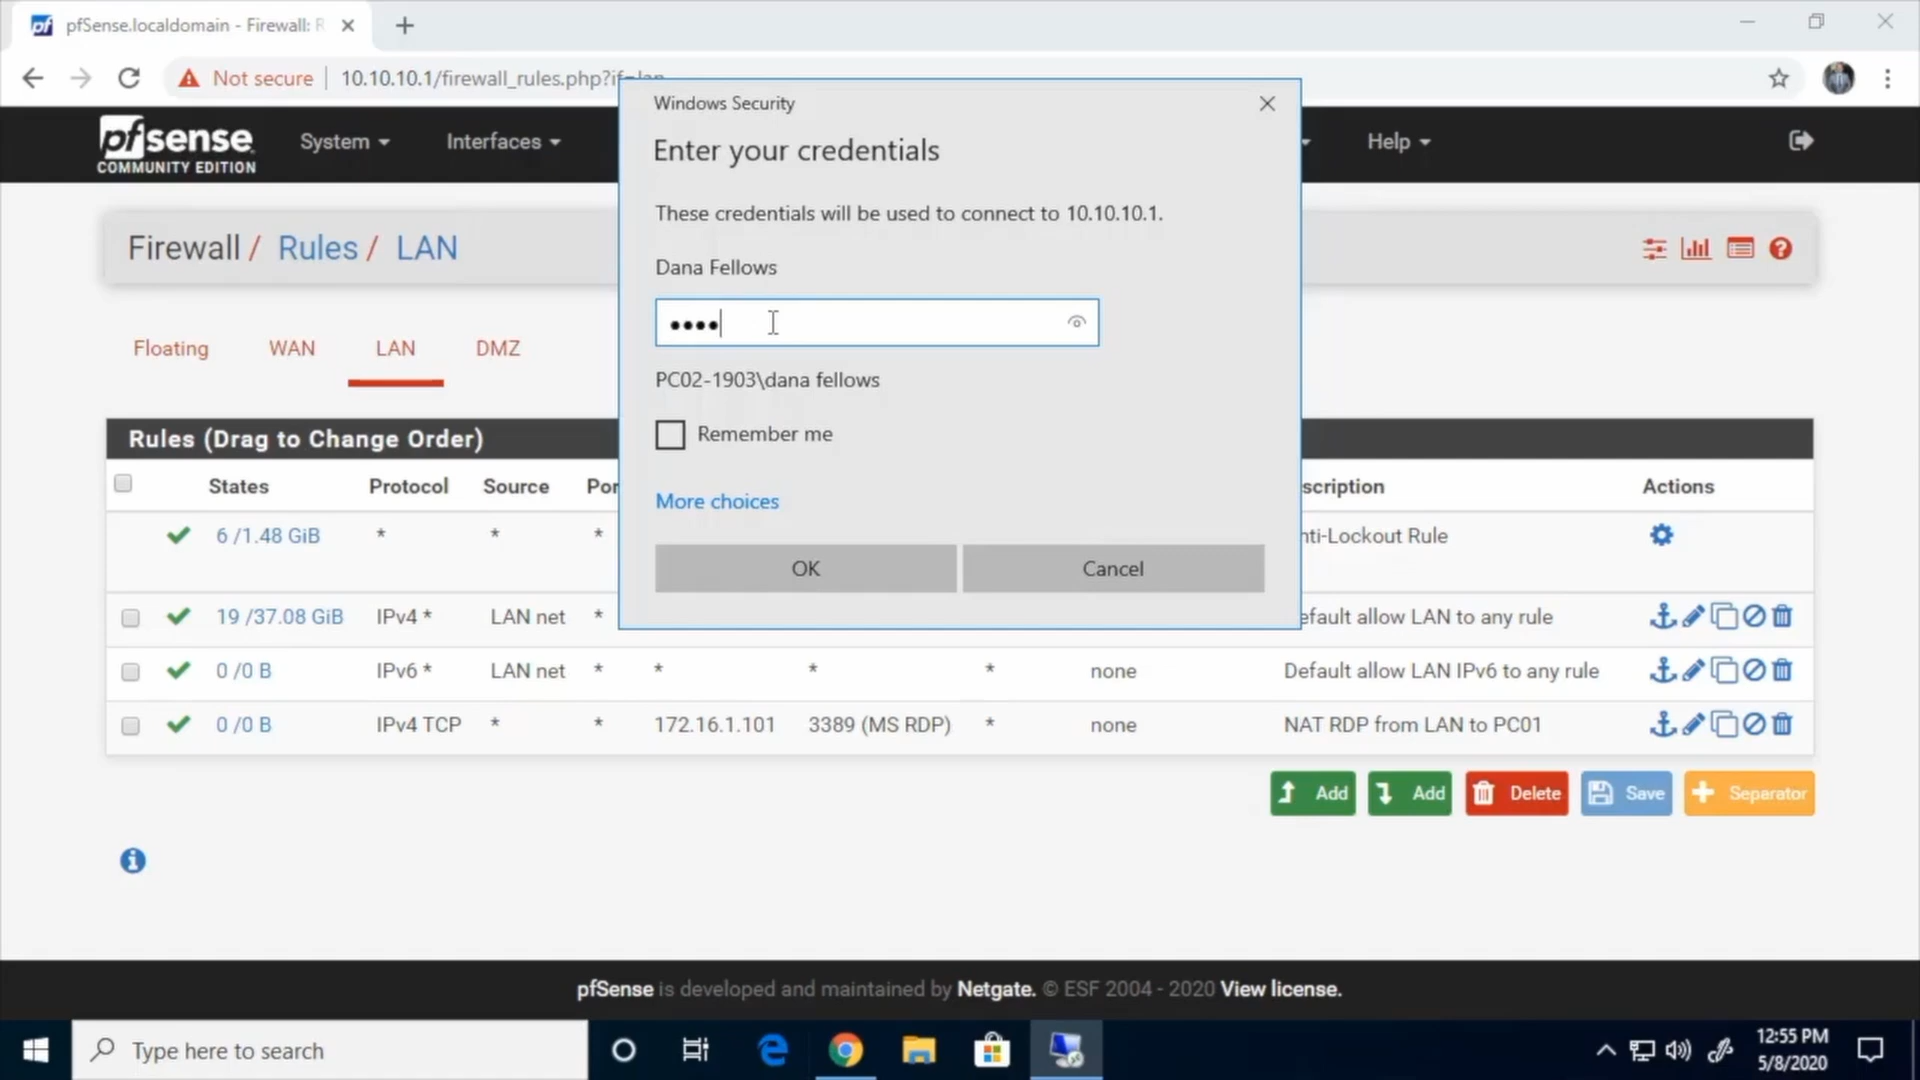 pfSense.localdomain - Firewall: R
Not secure 10.10.10.1/firewall_rules.php?if=lan
pfsense
COMMUNITY EDITION
System
Interfaces
Help
Windows Security
Enter your credentials
These credentials will be used to connect to 10.10.10.1.
Dana Fellows
PC02-1903\dana fellows
Remember me
More choices
OK
Cancel
Firewall / Rules / LAN
Floating WAN LAN DMZ
Rules (Drag to Change Order)
States Protocol Source Por scription Actions
6 /1.48 GiB * * * nti-Lockout Rule
19 /37.08 GiB IPv4 * LAN net * efault allow LAN to any rule
0 /0 B IPv6 * LAN net * * * * none Default allow LAN IPv6 to any rule
0 /0 B IPv4 TCP * * 172.16.1.101 3389 (MS RDP) * none NAT RDP from LAN to PC01
Add Add Delete Save Separator
pfSense is developed and maintained by Netgate. © ESF 2004 - 2020 View license.
Type here to search
12:55 PM
5/8/2020